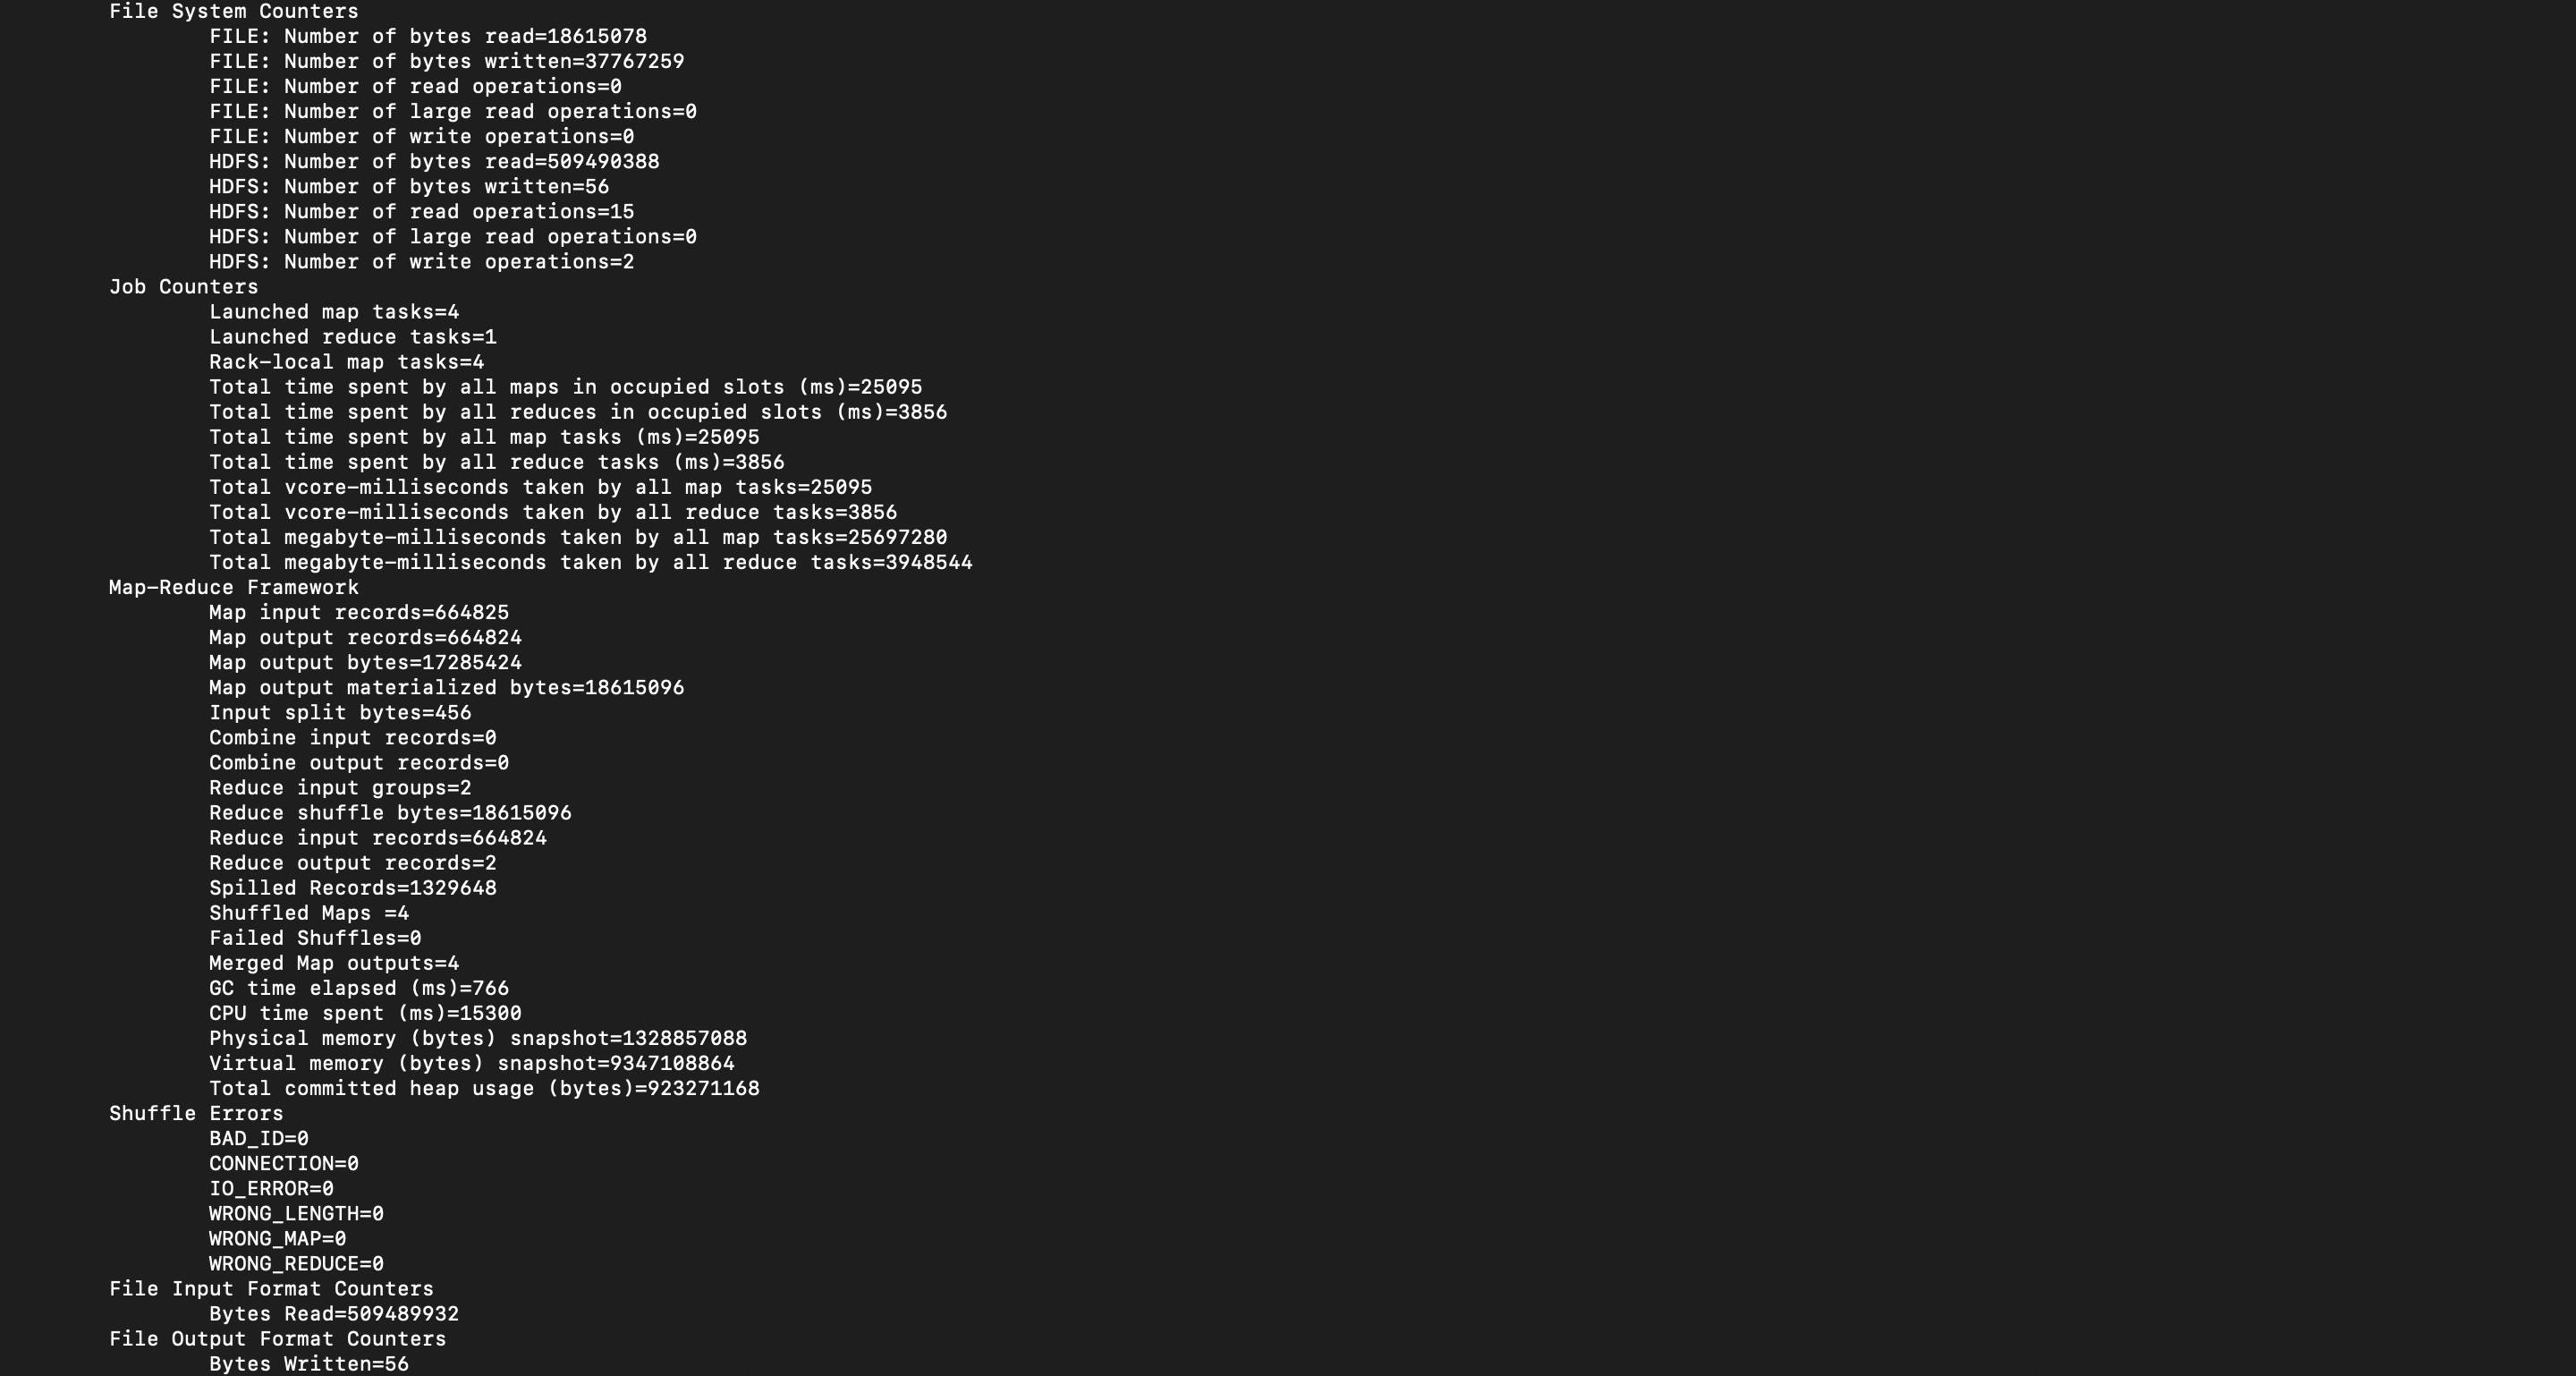 File System Counters
FILE: Number of bytes read=18615078
FILE: Number of bytes written=37767259
FILE: Number of read operations=0
FILE: Number of large read operations=0
FILE: Number of write operations=0
HDFS: Number of bytes read=509490388
HDFS: Number of bytes written=56
HDFS: Number of read operations=15
HDFS: Number of large read operations=0
HDFS: Number of write operations=2
Job Counters
Launched map tasks=4
Launched reduce tasks=1
Rack-local map tasks=4
Total time spent by all maps in occupied slots (ms)=25095
Total time spent by all reduces in occupied slots (ms)=3856
Total time spent by all map tasks (ms)=25095
Total time spent by all reduce tasks (ms)=3856
Total vcore-milliseconds taken by all map tasks=25095
Total vcore-milliseconds taken by all reduce tasks=3856
Total megabyte-milliseconds taken by all map tasks=25697280
Total megabyte-milliseconds taken by all reduce tasks=3948544
Map-Reduce Framework
Map input records=664825
Map output records=664824
Map output bytes=17285424
Map output materialized bytes=18615096
Input split bytes=456
Combine input records=0
Combine output records=0
Reduce input groups=2
Reduce shuffle bytes=18615096
Reduce input records=664824
Reduce output records=2
Spilled Records=1329648
Shuffled Maps =4
Failed Shuffles=0
Merged Map outputs=4
GC time elapsed (ms)=766
CPU time spent (ms)=15300
Physical memory (bytes) snapshot=1328857088
Virtual memory (bytes) snapshot=9347108864
Total committed heap usage (bytes)=923271168
Shuffle Errors
BAD_ID=0
CONNECTION=0
IO_ERROR=0
WRONG_LENGTH=0
WRONG_MAP=0
WRONG_REDUCE=0
File Input Format Counters
Bytes Read=509489932
File Output Format Counters
Bytes Written=56